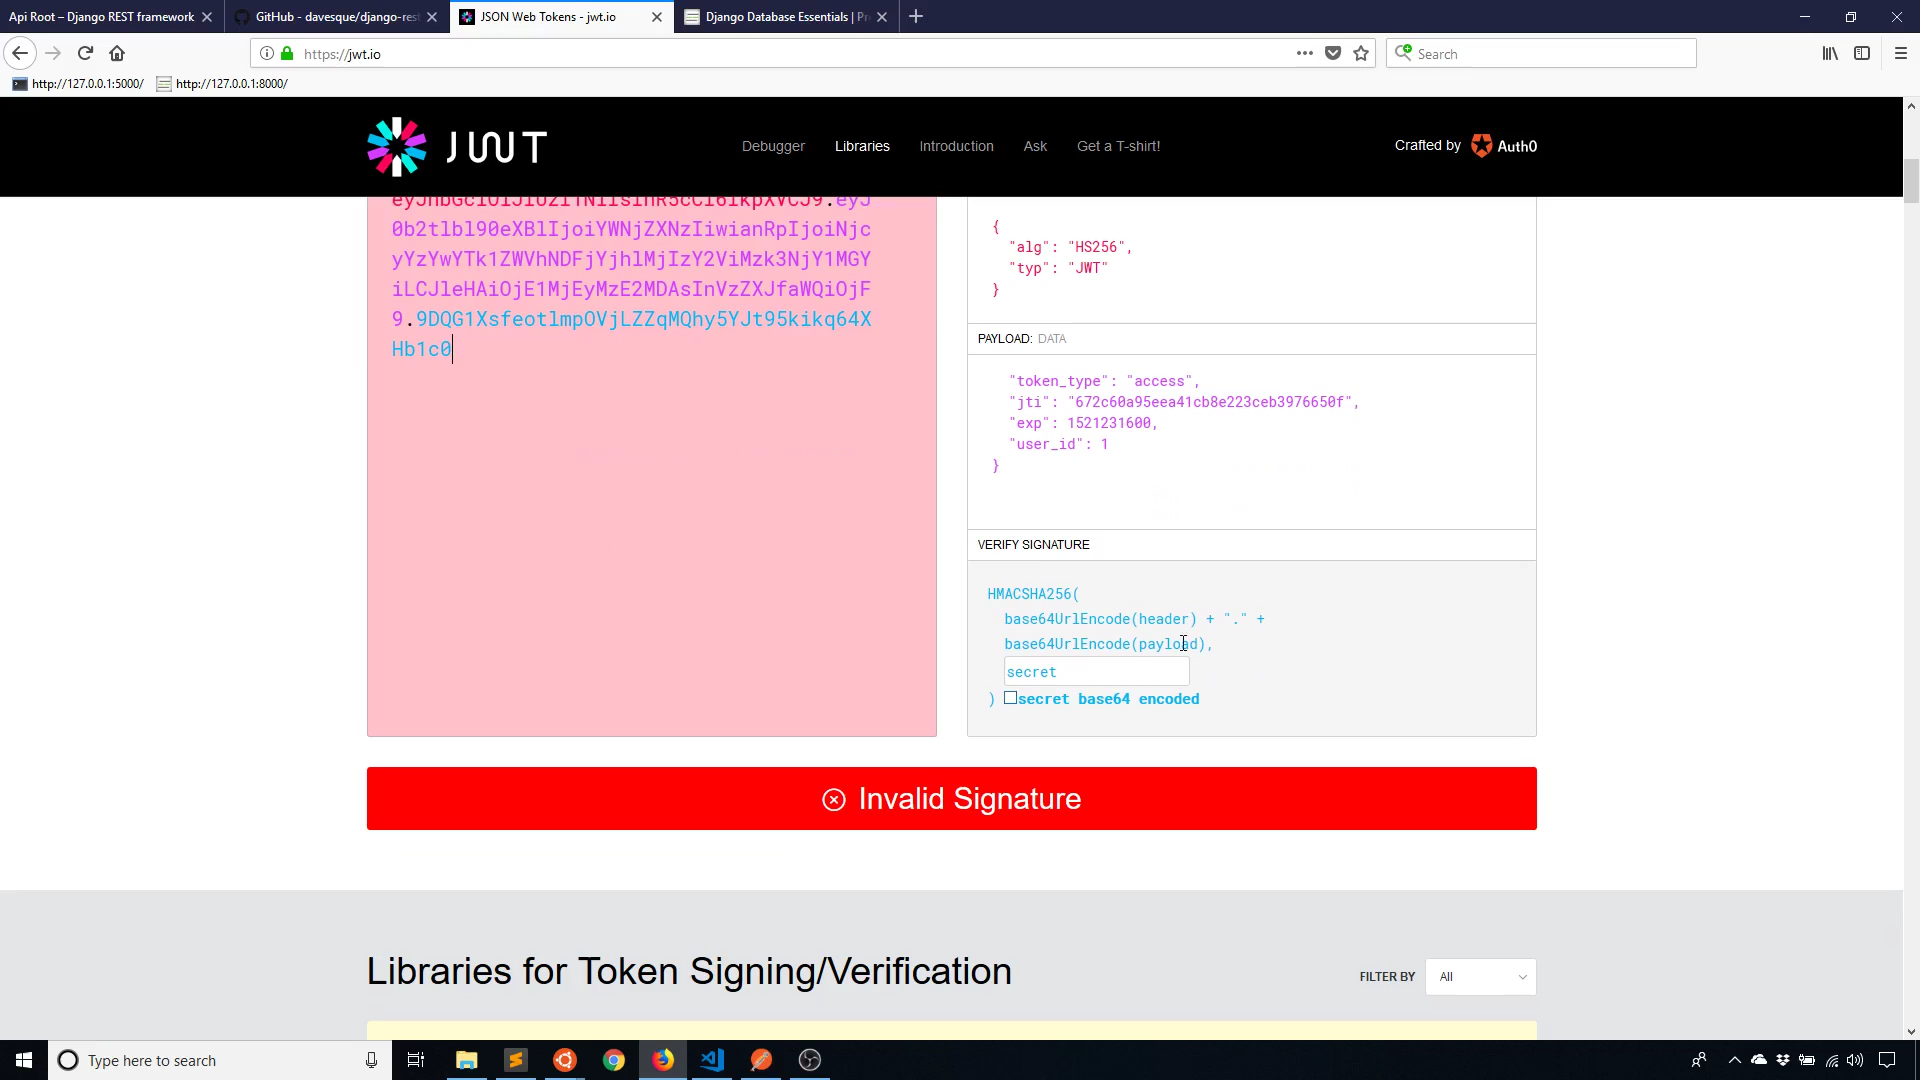 Api Root – Django REST framework
GitHub - davesque/django-rest
JSON Web Tokens - jwt.io
Django Database Essentials | Pr
https://jwt.io
Search
http://127.0.0.1:5000/
http://127.0.0.1:8000/
JWT
Debugger
Libraries
Introduction
Ask
Get a T-shirt!
Crafted by Auth0
eyJhbGciOiJIUzI1NiIsInR5cCI6IkpXVCJ9.eyJ
0b2tlbl90eXBlIjoiYWNjZXNzIiwianRpIjoiNjc
yYzYwYTk1ZWVhNDFjYjhlMjIzY2ViMzk3NjY1MGY
iLCJleHAiOjE1MjEyMzE2MDAsInVzZXJfaWQiOjF
9.9DQG1XsfeotlmpOVjLZZqMQhy5YJt95kikq64X
Hb1c0
{
"alg": "HS256",
"typ": "JWT"
}
PAYLOAD: DATA
"token_type": "access",
"jti": "672c60a95eea41cb8e223ceb3976650f",
"exp": 1521231600,
"user_id": 1
}
VERIFY SIGNATURE
HMACSHA256(
base64UrlEncode(header) + "." +
base64UrlEncode(payload),
secret
) secret base64 encoded
Invalid Signature
Libraries for Token Signing/Verification
FILTER BY
All
Type here to search